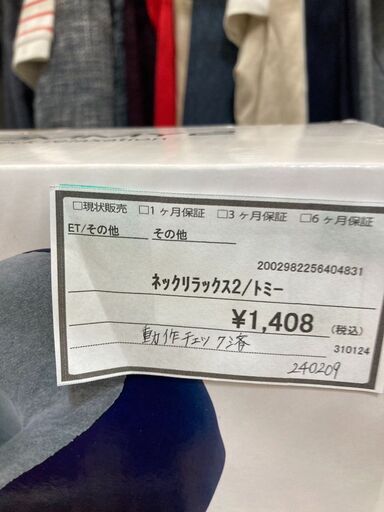 □現状販売 □1ヶ月保証 □3ヶ月保証 □6ヶ月保証
ET/その他 その他
2002982256404831
ネックリラックス2/トミー
¥1,408 (税込)
310124
動作チェック済
240209